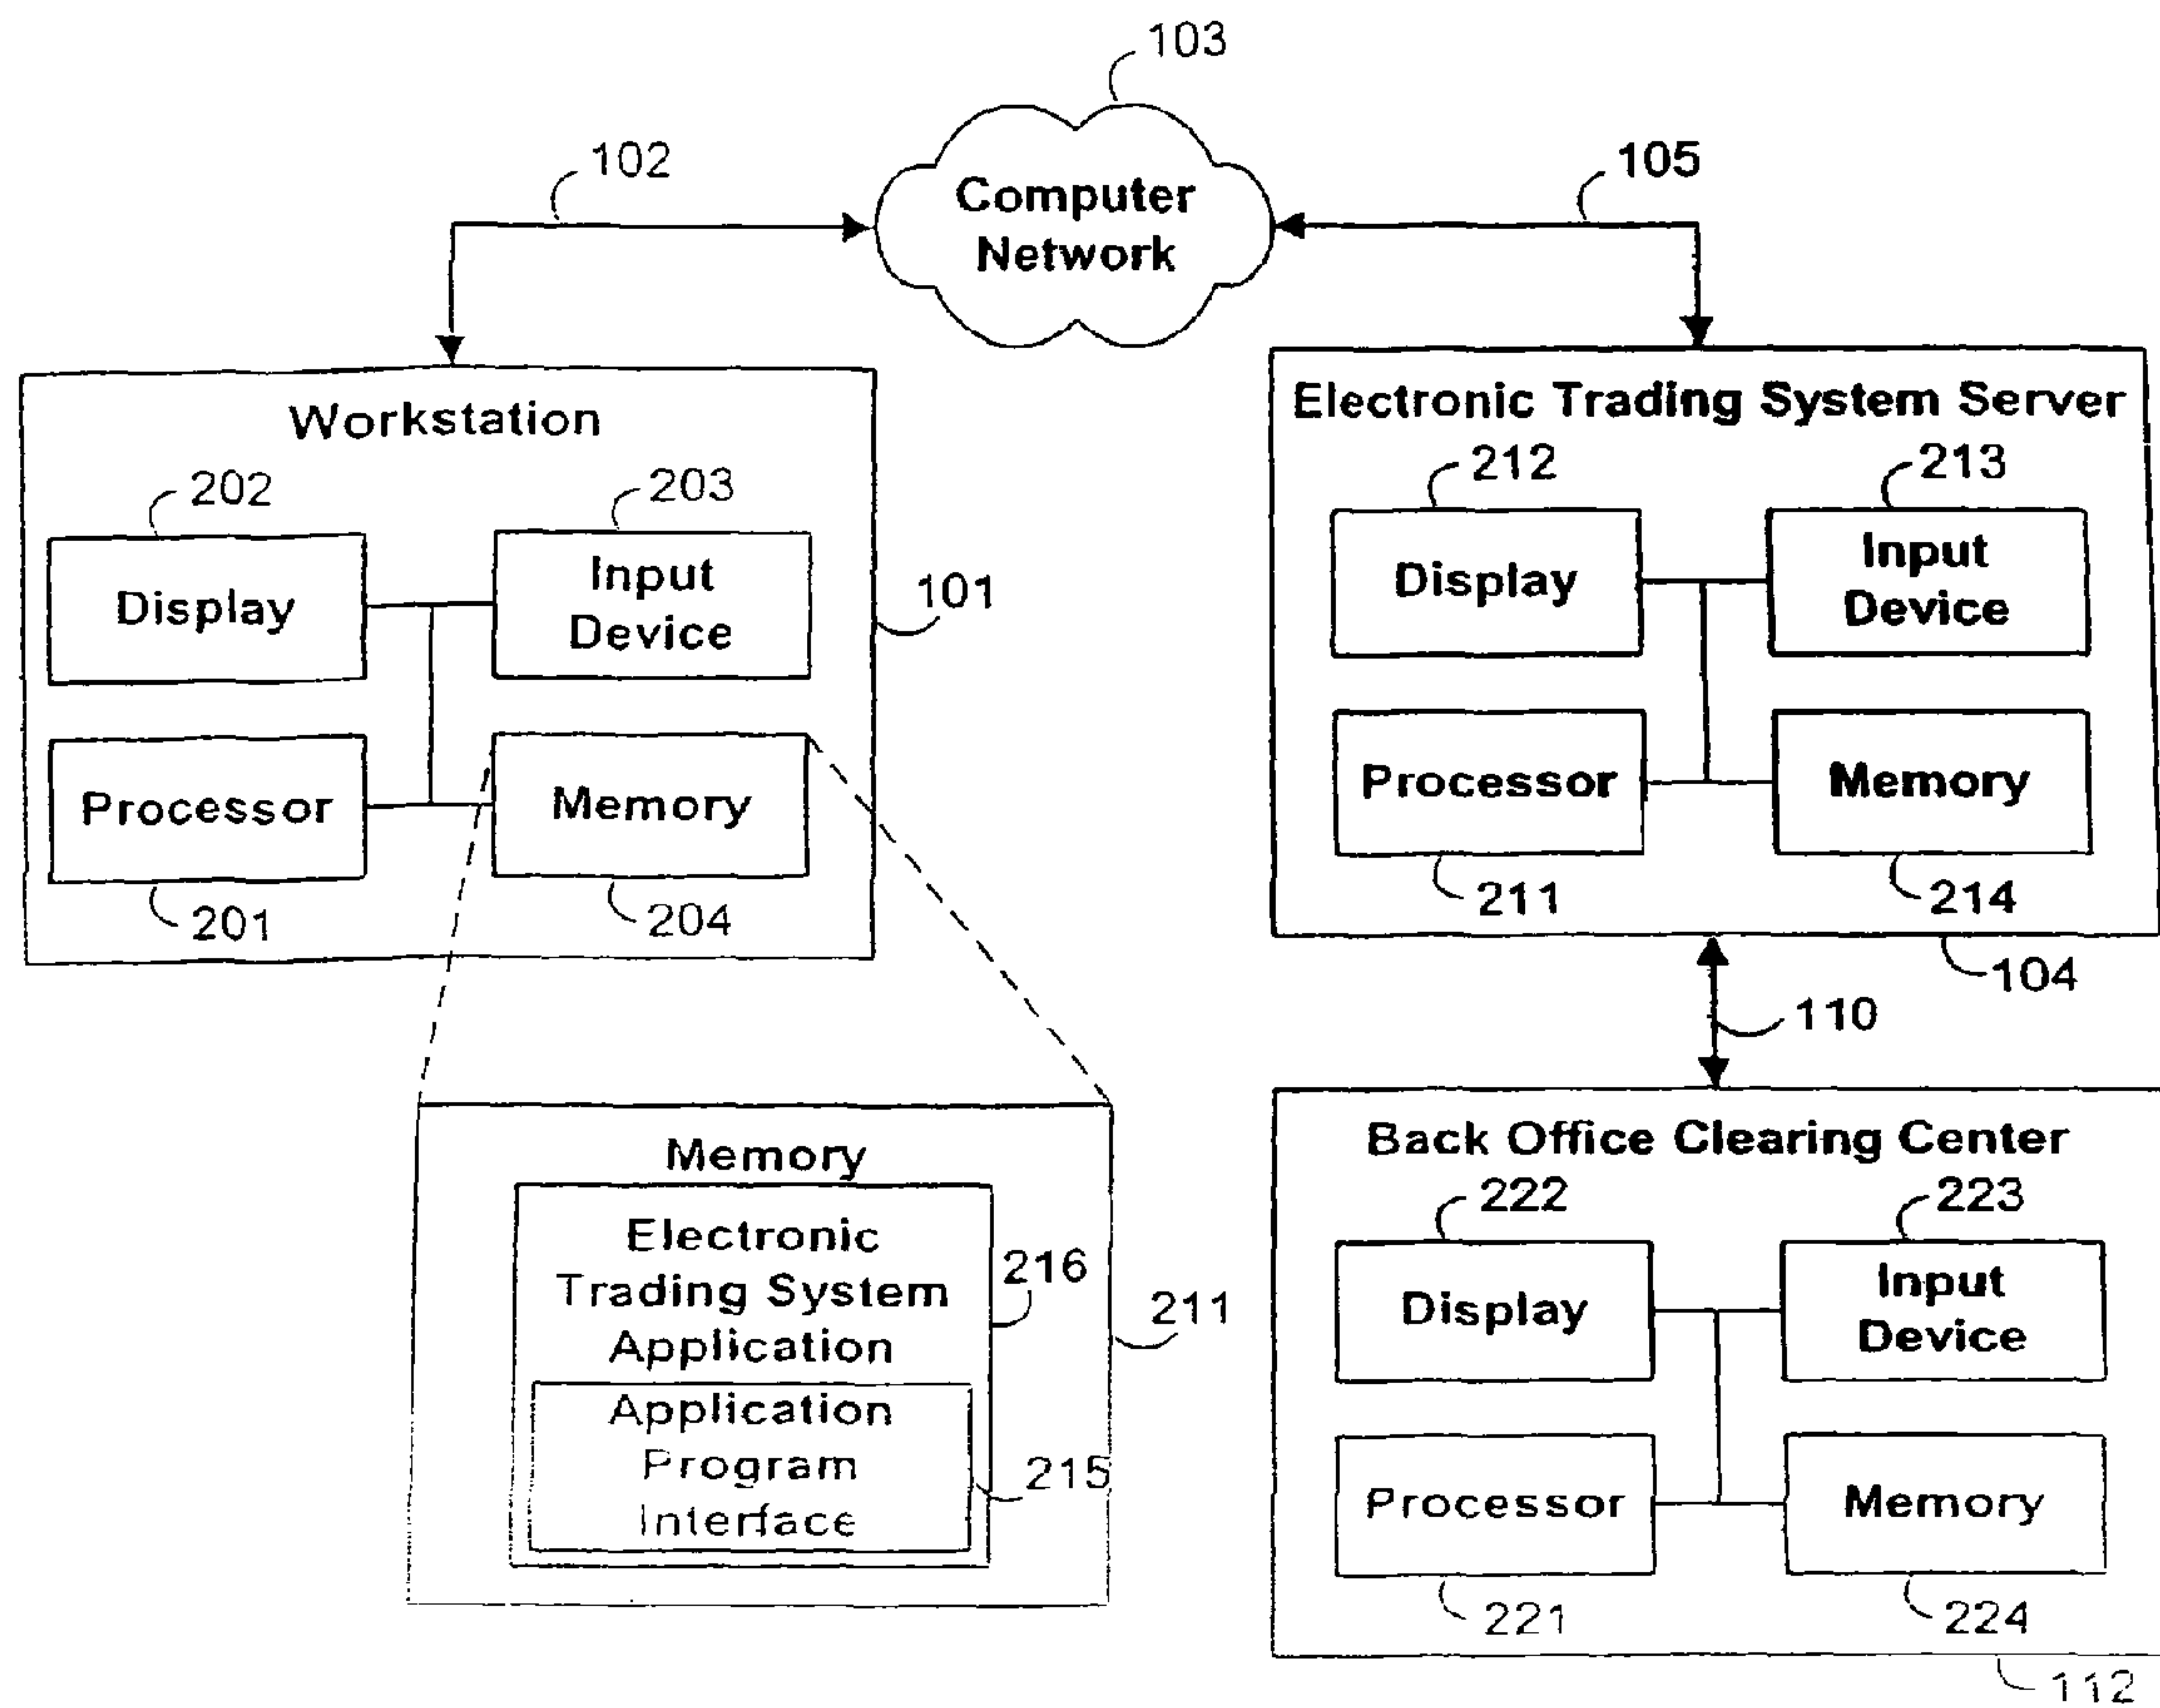 103
102
105
Computer
Network
Workstation
Electronic Trading System Server
202
203
212
213
Display
Input
Device
101
Display
Input
Device
Processor
Memory
Processor
Memory
201
204
211
214
104
110
Memory
Electronic
Trading System
Application
216
211
Application
Program
Interface
215
Back Office Clearing Center
222
223
Display
Input
Device
Processor
Memory
221
224
112